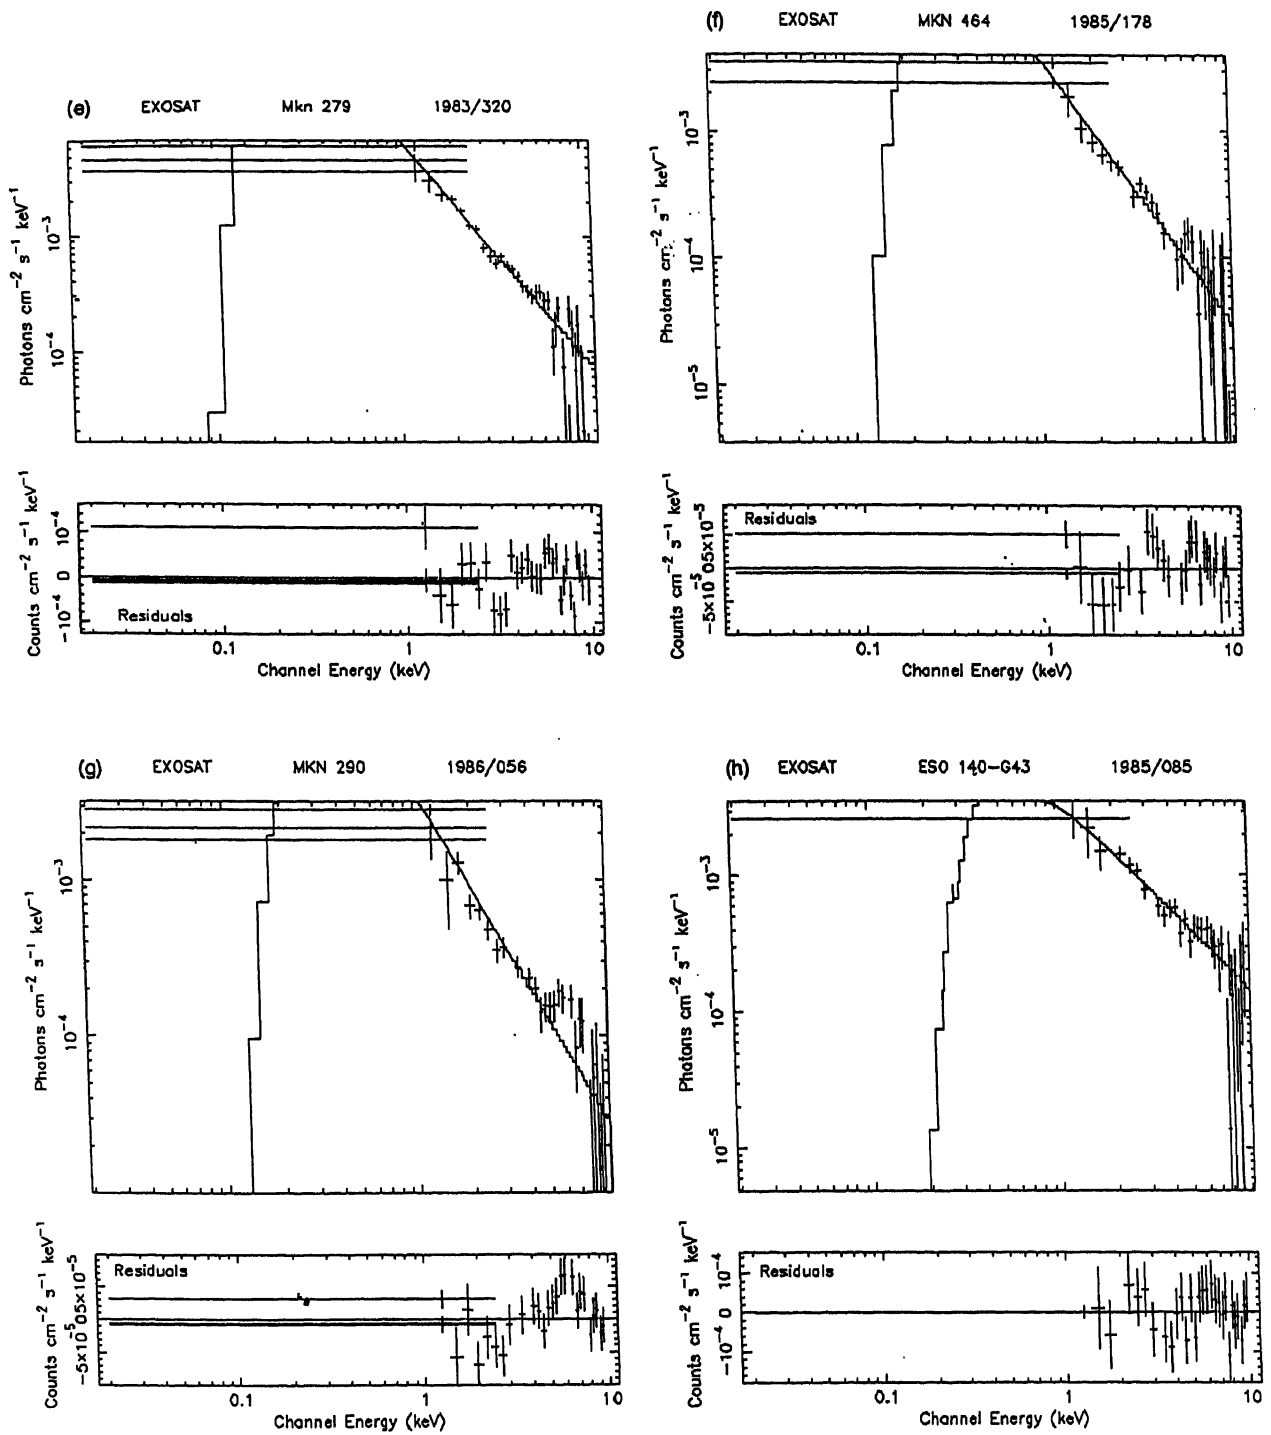 (e) EXOSAT Mkn 279 1983/320
Photons cm⁻² s⁻¹ keV⁻¹
10⁻³
10⁻⁴
Counts cm⁻² s⁻¹ keV⁻¹
10⁻⁴
0
-10⁻⁴
Residuals
0.1 1 10
Channel Energy (keV)
(f) EXOSAT MKN 464 1985/178
Photons cm⁻² s⁻¹ keV⁻¹
10⁻³
10⁻⁴
10⁻⁵
Counts cm⁻² s⁻¹ keV⁻¹
-5×10⁻⁵ 0 5×10⁻⁵
Residuals
0.1 1 10
Channel Energy (keV)
(g) EXOSAT MKN 290 1986/056
Photons cm⁻² s⁻¹ keV⁻¹
10⁻³
10⁻⁴
Counts cm⁻² s⁻¹ keV⁻¹
-5×10⁻⁵ 0 5×10⁻⁵
Residuals
0.1 1 10
Channel Energy (keV)
(h) EXOSAT ESO 140-G43 1985/085
Photons cm⁻² s⁻¹ keV⁻¹
10⁻³
10⁻⁴
10⁻⁵
Counts cm⁻² s⁻¹ keV⁻¹
10⁻⁴
0
-10⁻⁴
Residuals
0.1 1 10
Channel Energy (keV)